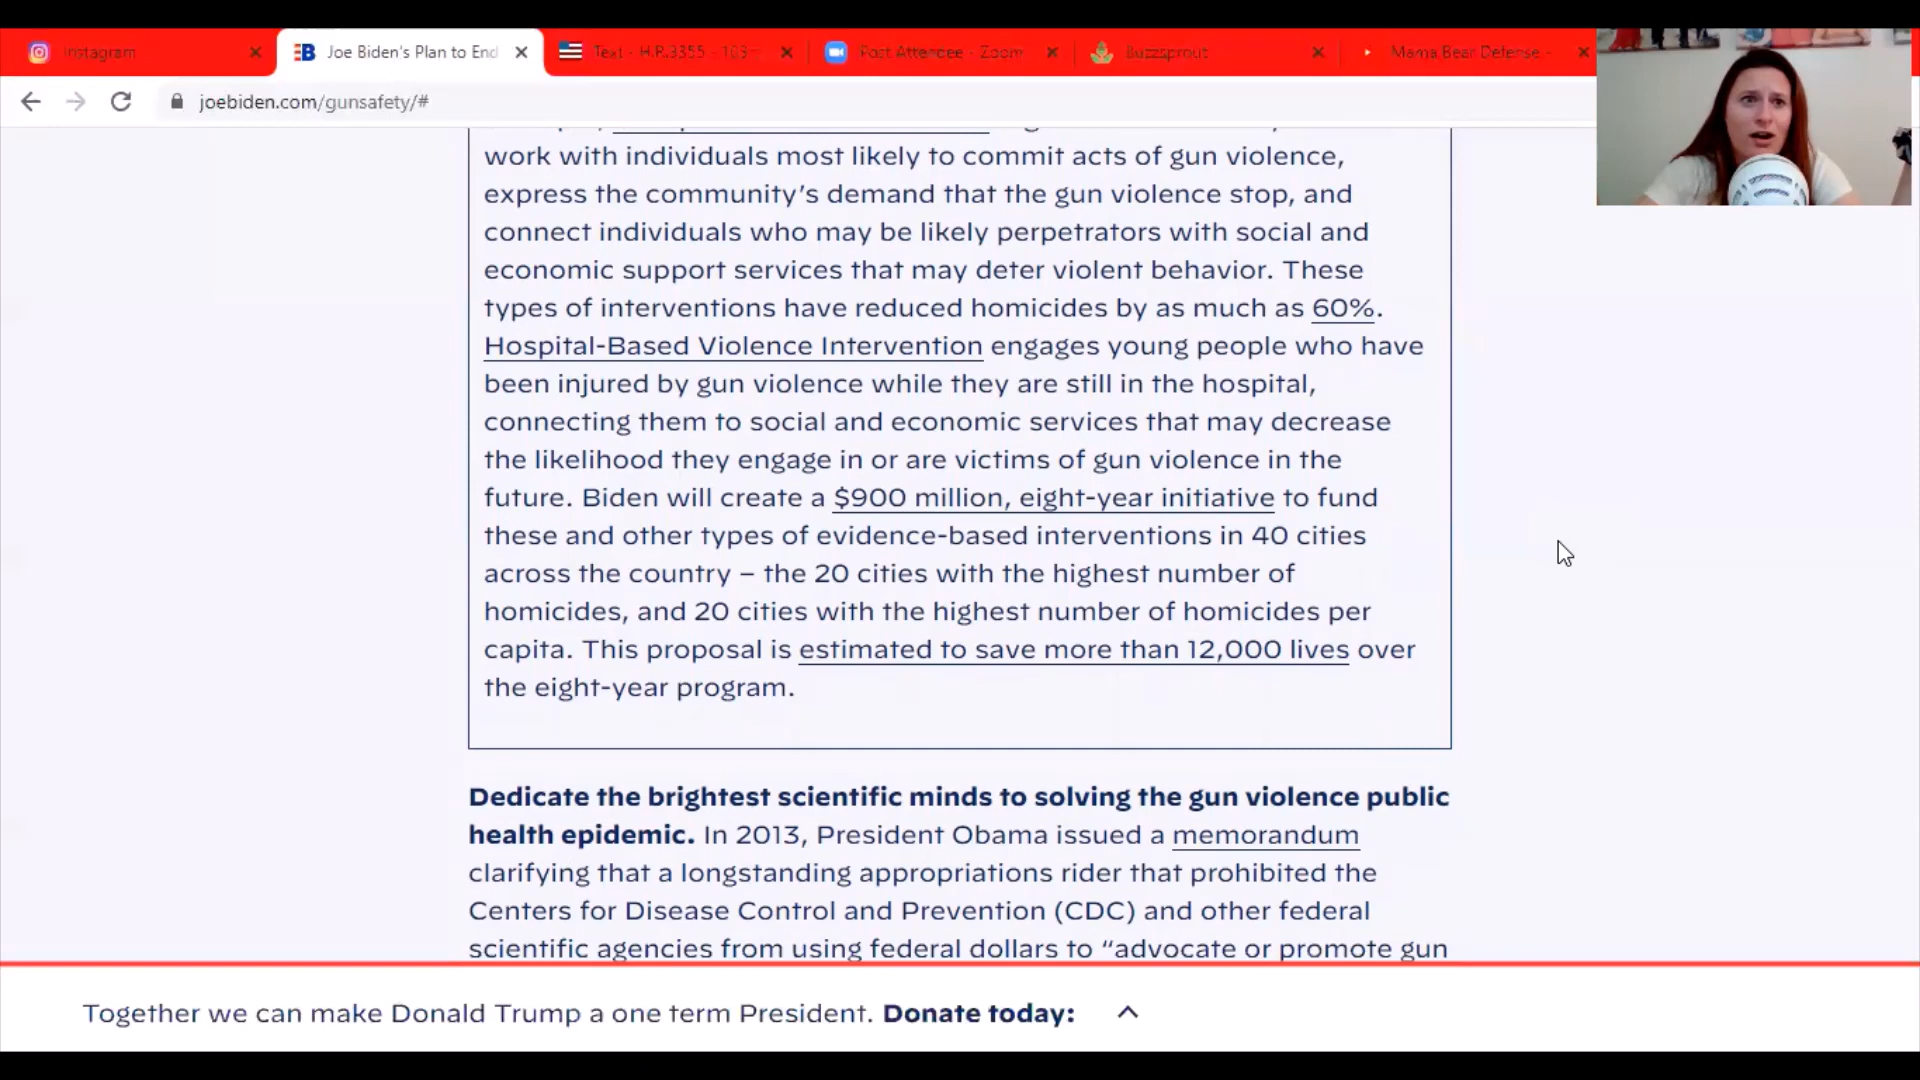 Instagram
Joe Biden's Plan to End
Text - H.R.3355 - 103
Post Attendee - Zoom
Buzzsprout
Mama Bear Defense -
joebiden.com/gunsafety/#
work with individuals most likely to commit acts of gun violence,
express the community's demand that the gun violence stop, and
connect individuals who may be likely perpetrators with social and
economic support services that may deter violent behavior. These
types of interventions have reduced homicides by as much as 60%.
Hospital-Based Violence Intervention engages young people who have
been injured by gun violence while they are still in the hospital,
connecting them to social and economic services that may decrease
the likelihood they engage in or are victims of gun violence in the
future. Biden will create a $900 million, eight-year initiative to fund
these and other types of evidence-based interventions in 40 cities
across the country – the 20 cities with the highest number of
homicides, and 20 cities with the highest number of homicides per
capita. This proposal is estimated to save more than 12,000 lives over
the eight-year program.
Dedicate the brightest scientific minds to solving the gun violence public
health epidemic. In 2013, President Obama issued a memorandum
clarifying that a longstanding appropriations rider that prohibited the
Centers for Disease Control and Prevention (CDC) and other federal
scientific agencies from using federal dollars to “advocate or promote gun
Together we can make Donald Trump a one term President. Donate today: